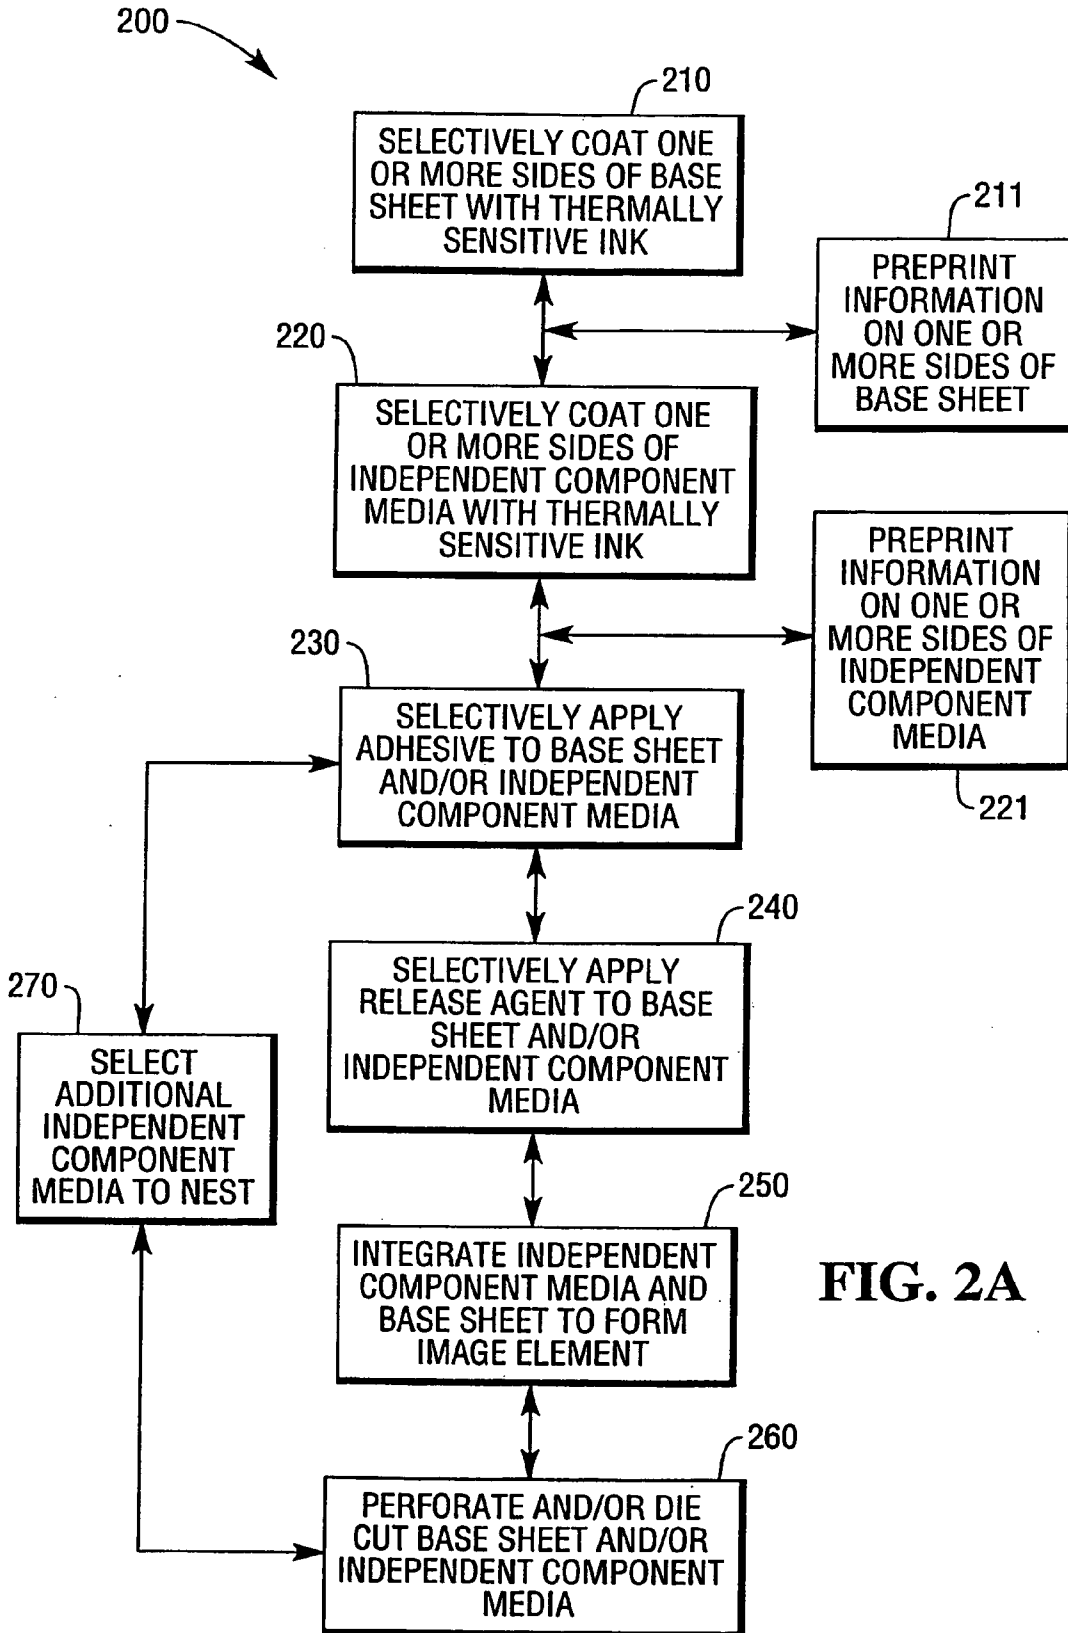 200
210
SELECTIVELY COAT ONE
OR MORE SIDES OF BASE
SHEET WITH THERMALLY
SENSITIVE INK
211
PREPRINT
INFORMATION
ON ONE OR
MORE SIDES OF
BASE SHEET
220
SELECTIVELY COAT ONE
OR MORE SIDES OF
INDEPENDENT COMPONENT
MEDIA WITH THERMALLY
SENSITIVE INK
PREPRINT
INFORMATION
ON ONE OR
MORE SIDES OF
INDEPENDENT
COMPONENT
MEDIA
221
230
SELECTIVELY APPLY
ADHESIVE TO BASE SHEET
AND/OR INDEPENDENT
COMPONENT MEDIA
240
SELECTIVELY APPLY
RELEASE AGENT TO BASE
SHEET AND/OR
INDEPENDENT COMPONENT
MEDIA
270
SELECT
ADDITIONAL
INDEPENDENT
COMPONENT
MEDIA TO NEST
250
INTEGRATE INDEPENDENT
COMPONENT MEDIA AND
BASE SHEET TO FORM
IMAGE ELEMENT
FIG. 2A
260
PERFORATE AND/OR DIE
CUT BASE SHEET AND/OR
INDEPENDENT COMPONENT
MEDIA